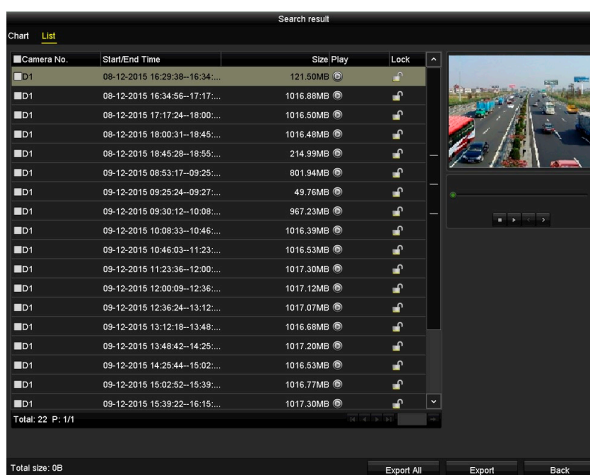 Search result
Chart List
Camera No. Start/End Time Size Play Lock
D1 08-12-2015 16:29:38--16:34:... 121.50MB
D1 08-12-2015 16:34:56--17:17:... 1016.88MB
D1 08-12-2015 17:17:24--18:00:... 1016.50MB
D1 08-12-2015 18:00:31--18:45:... 1016.48MB
D1 08-12-2015 18:45:28--18:55:... 214.99MB
D1 09-12-2015 08:53:17--09:25:... 801.94MB
D1 09-12-2015 09:25:24--09:27:... 49.76MB
D1 09-12-2015 09:30:12--10:08:... 967.23MB
D1 09-12-2015 10:08:33--10:46:... 1016.39MB
D1 09-12-2015 10:46:03--11:23:... 1016.53MB
D1 09-12-2015 11:23:36--12:00:... 1017.30MB
D1 09-12-2015 12:00:09--12:36:... 1017.12MB
D1 09-12-2015 12:36:24--13:12:... 1017.07MB
D1 09-12-2015 13:12:18--13:48:... 1016.68MB
D1 09-12-2015 13:48:42--14:25:... 1017.20MB
D1 09-12-2015 14:25:44--15:02:... 1016.53MB
D1 09-12-2015 15:02:52--15:39:... 1016.77MB
D1 09-12-2015 15:39:22--16:15:... 1017.30MB
Total: 22 P: 1/1
Total size: 0B
Export All Export Back